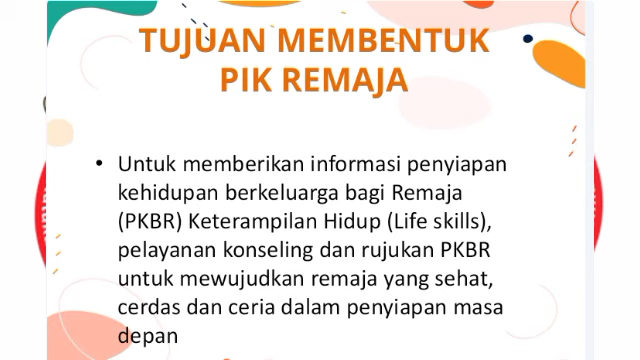 TUJUAN MEMBENTUK
PIK REMAJA
• Untuk memberikan informasi penyiapan
kehidupan berkeluarga bagi Remaja
(PKBR) Keterampilan Hidup (Life skills),
pelayanan konseling dan rujukan PKBR
untuk mewujudkan remaja yang sehat,
cerdas dan ceria dalam penyiapan masa
depan